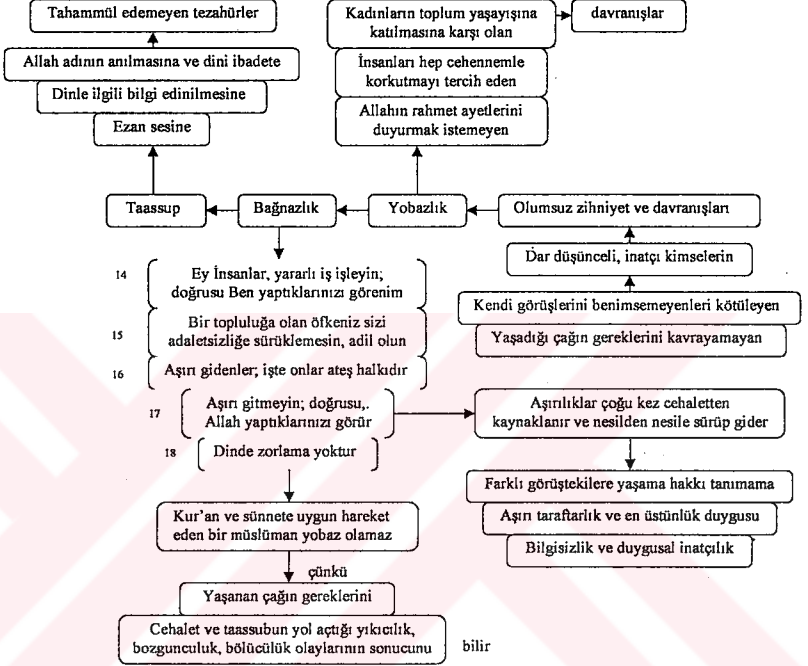 Tahammül edemeyen tezahürler
Allah adının anılmasına ve dini ibadete
Dinle ilgili bilgi edinilmesine
Ezan sesine
Kadınların toplum yaşayışına
katılmasına karşı olan
davranışlar
İnsanları hep cehennemle
korkutmayı tercih eden
Allahın rahmet ayetlerini
duyurmak istemeyen
Taassup
Bağnazlık
Yobazlık
Olumsuz zihniyet ve davranışları
Dar düşünceli, inatçı kimselerin
Kendi görüşlerini benimsemeyenleri kötüleyen
Yaşadığı çağın gereklerini kavrayamayan
14 Ey İnsanlar, yararlı iş işleyin;
doğrusu Ben yaptıklarınızı görenim
15 Bir topluluğa olan öfkeniz sizi
adaletsizliğe sürüklemesin, adil olun
16 Aşırı gidenler; işte onlar ateş halkıdır
17 Aşırı gitmeyin; doğrusu,.
Allah yaptıklarınızı görür
18 Dinde zorlama yoktur
Aşırılıklar çoğu kez cehaletten
kaynaklanır ve nesilden nesile sürüp gider
Farklı görüştekilere yaşama hakkı tanımama
Aşırı taraftarlık ve en üstünlük duygusu
Bilgisizlik ve duygusal inatçılık
Kur'an ve sünnete uygun hareket
eden bir müslüman yobaz olamaz
çünkü
Yaşanan çağın gereklerini
Cehalet ve taassubun yol açtığı yıkıcılık,
bozgunculuk, bölücülük olaylarının sonucunu
bilir